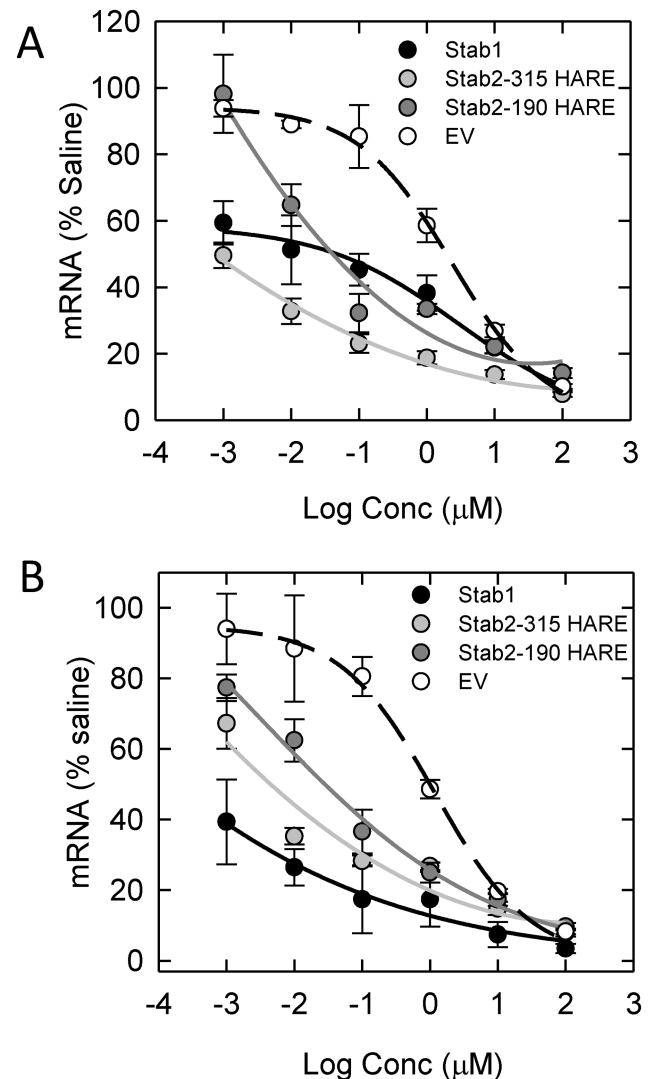 A
120
100
80
60
40
20
0
mRNA (% Saline)
Stab1
Stab2-315 HARE
Stab2-190 HARE
EV
-4 -3 -2 -1 0 1 2 3
Log Conc (μM)
B
100
80
60
40
20
0
mRNA (% saline)
Stab1
Stab2-315 HARE
Stab2-190 HARE
EV
-4 -3 -2 -1 0 1 2 3
Log Conc (μM)